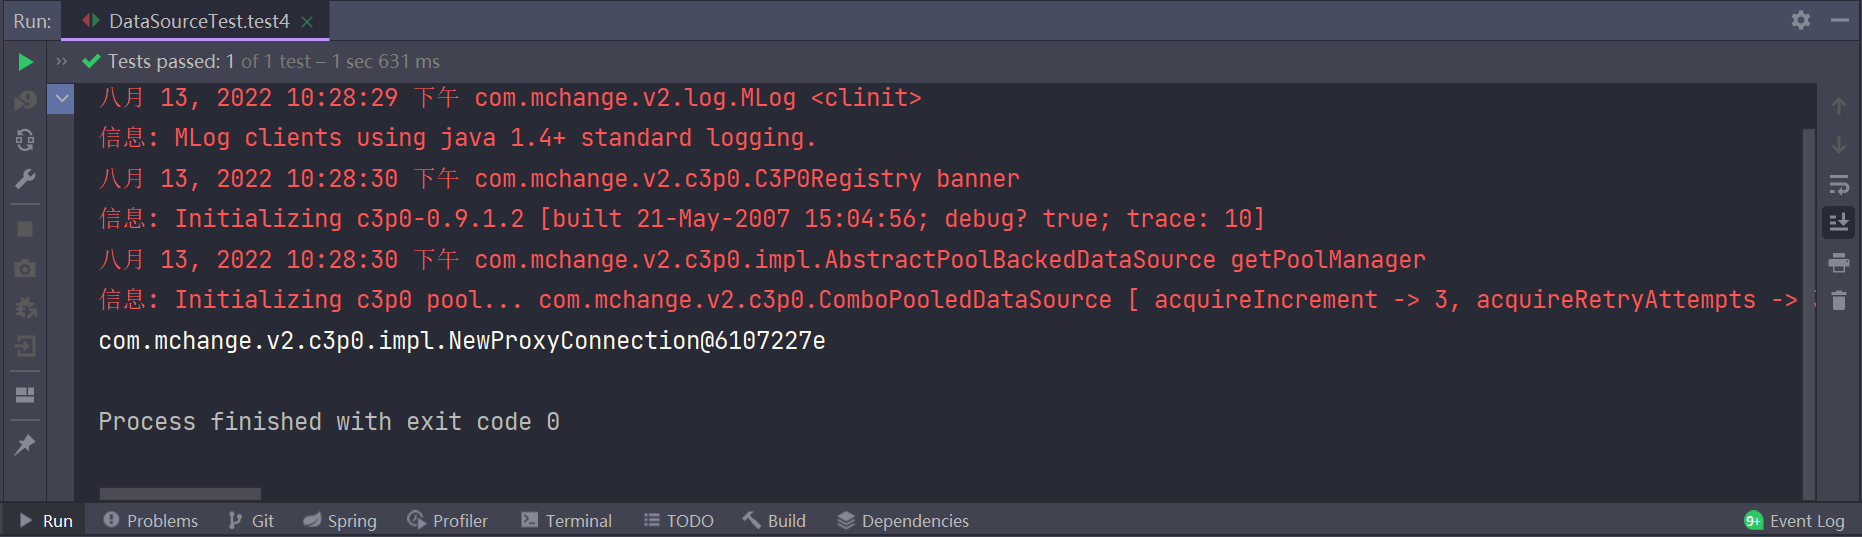 Run: DataSourceTest.test4
Tests passed: 1 of 1 test – 1 sec 631 ms
八月 13, 2022 10:28:29 下午 com.mchange.v2.log.MLog <clinit>
信息: MLog clients using java 1.4+ standard logging.
八月 13, 2022 10:28:30 下午 com.mchange.v2.c3p0.C3P0Registry banner
信息: Initializing c3p0-0.9.1.2 [built 21-May-2007 15:04:56; debug? true; trace: 10]
八月 13, 2022 10:28:30 下午 com.mchange.v2.c3p0.impl.AbstractPoolBackedDataSource getPoolManager
信息: Initializing c3p0 pool... com.mchange.v2.c3p0.ComboPooledDataSource [ acquireIncrement -> 3, acquireRetryAttempts ->
com.mchange.v2.c3p0.impl.NewProxyConnection@6107227e
Process finished with exit code 0
Run Problems Git Spring Profiler Terminal TODO Build Dependencies 9+ Event Log